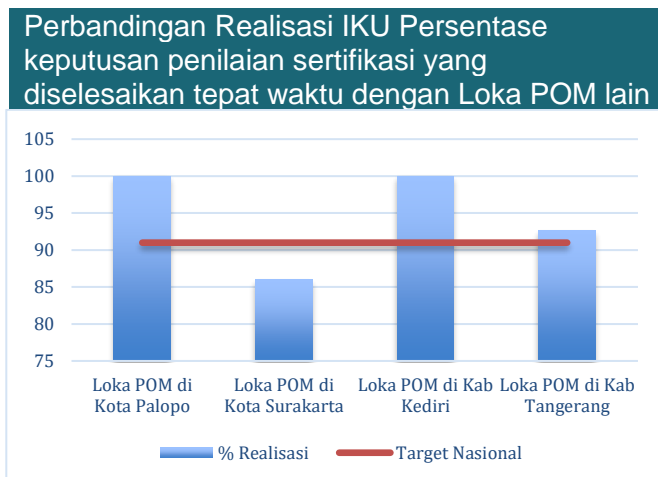 Perbandingan Realisasi IKU Persentase
keputusan penilaian sertifikasi yang
diselesaikan tepat waktu dengan Loka POM lain
105
100
95
90
85
80
75
Loka POM di
Kota Palopo
Loka POM di
Kota Surakarta
Loka POM di Kab
Kediri
Loka POM di Kab
Tangerang
% Realisasi
Target Nasional